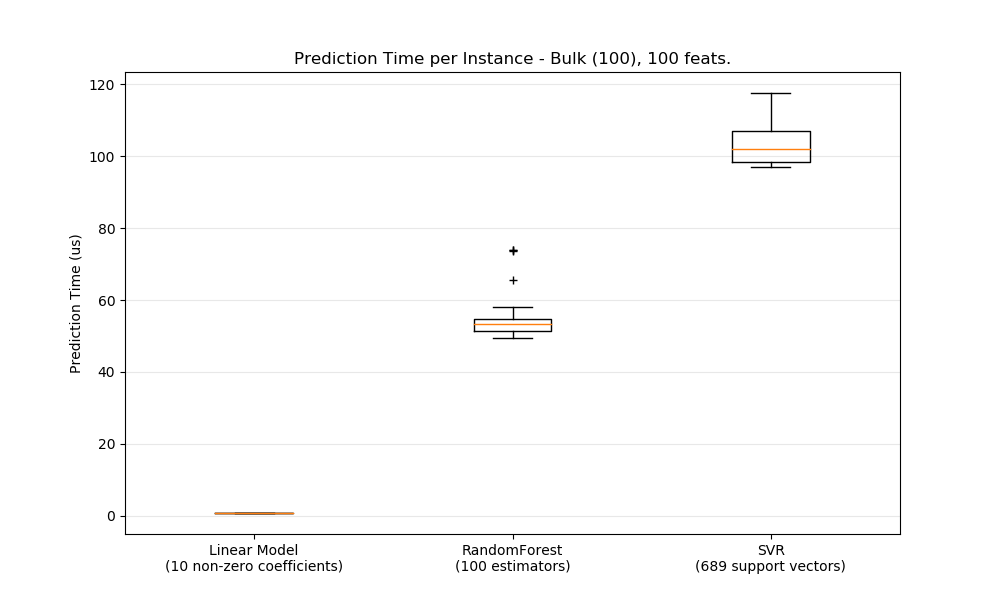 Prediction Time per Instance - Bulk (100), 100 feats.
120
100
80
60
40
20
0
Prediction Time (us)
Linear Model
(10 non-zero coefficients)
RandomForest
(100 estimators)
SVR
(689 support vectors)